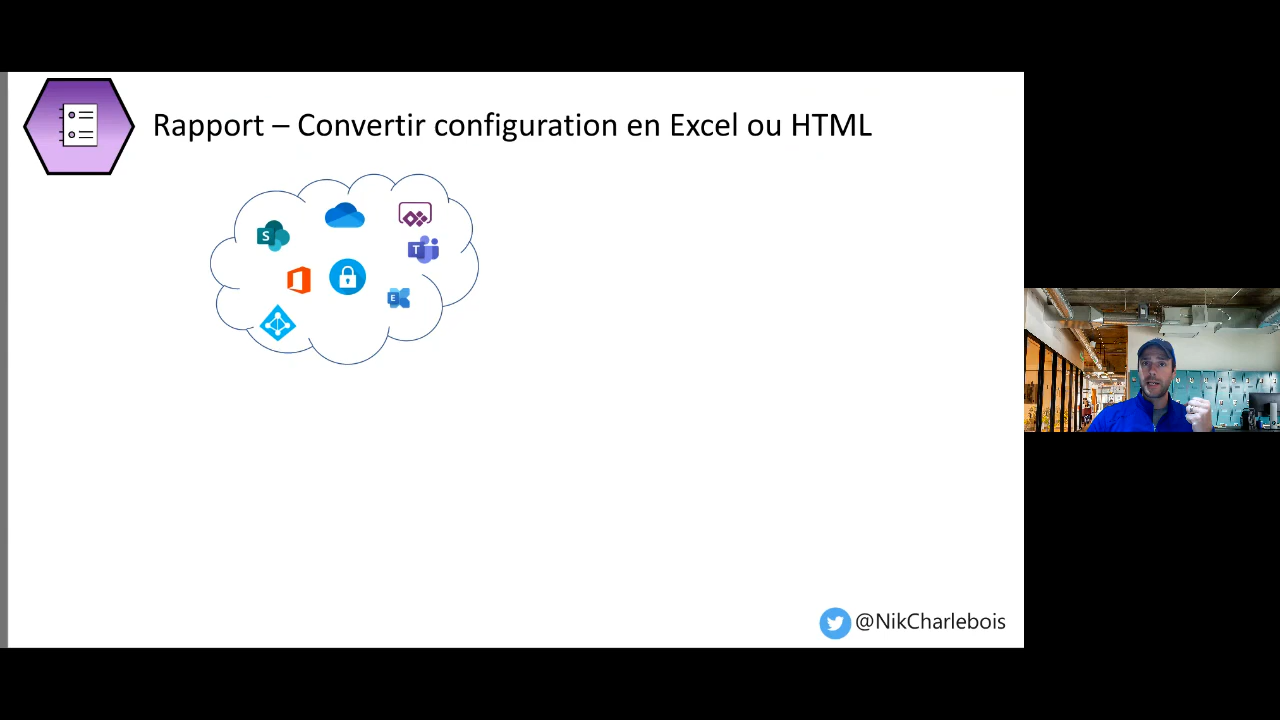 Rapport – Convertir configuration en Excel ou HTML
S
T
E
@NikCharlebois